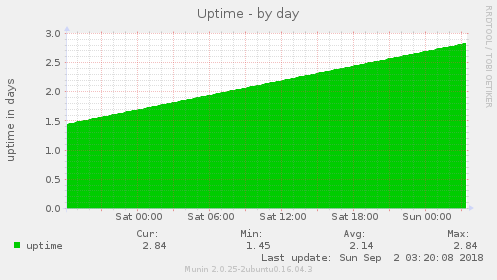 Uptime - by day
RRDTOOL / TOBI OETIKER
uptime in days
3.0
2.5
2.0
1.5
1.0
0.5
0.0
Sat 00:00 Sat 06:00 Sat 12:00 Sat 18:00 Sun 00:00
Cur: Min: Avg: Max:
uptime 2.84 1.45 2.14 2.84
Last update: Sun Sep 2 03:20:08 2018
Munin 2.0.25-2ubuntu0.16.04.3